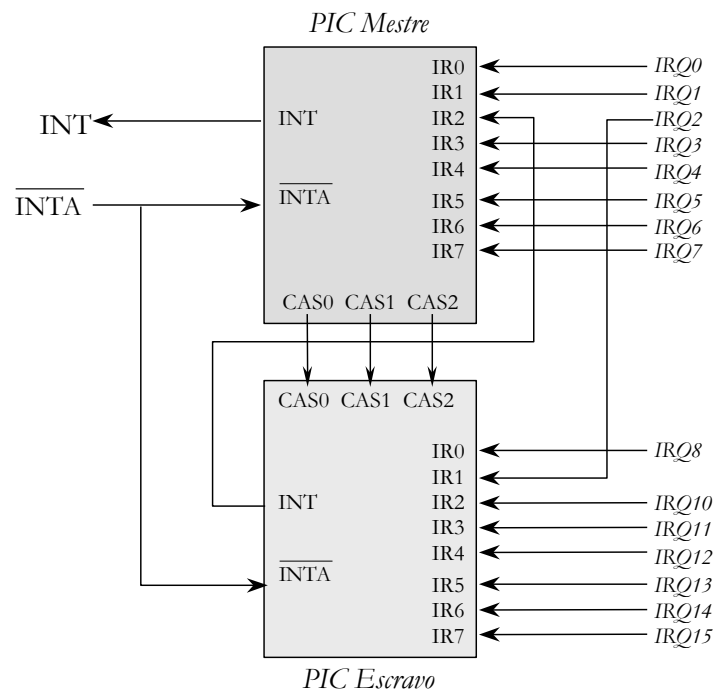 PIC Mestre
IR0 IRQ0
IR1 IRQ1
INT INT IR2 IRQ2
IR3 IRQ3
IR4 IRQ4
INTA INTA IR5 IRQ5
IR6 IRQ6
IR7 IRQ7
CAS0 CAS1 CAS2
CAS0 CAS1 CAS2
IR0 IRQ8
IR1
INT IR2 IRQ10
IR3 IRQ11
IR4 IRQ12
INTA IR5 IRQ13
IR6 IRQ14
IR7 IRQ15
PIC Escravo